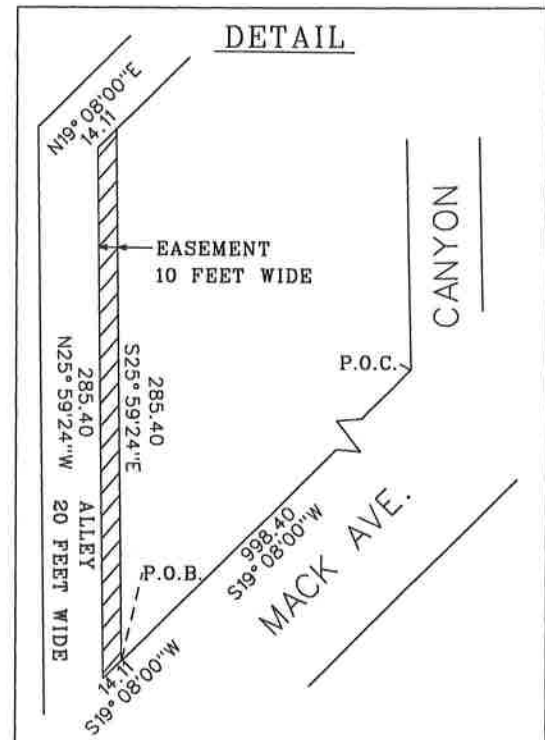 DETAIL
N19° 08'00"E
14.11
EASEMENT
10 FEET WIDE
CANYON
P.O.C.
285.40
S25° 59'24"E
285.40
N25° 59'24"W
ALLEY
20 FEET WIDE
998.40
S19° 08'00"W
MACK AVE.
P.O.B.
14.11
S19° 08'00"W